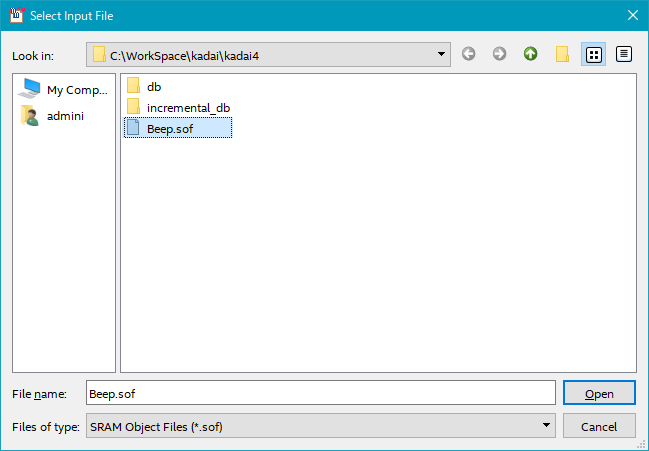 Select Input File
Look in: C:\WorkSpace\kadai\kadai4
My Comp...
admini
db
incremental_db
Beep.sof
File name: Beep.sof Open
Files of type: SRAM Object Files (*.sof) Cancel